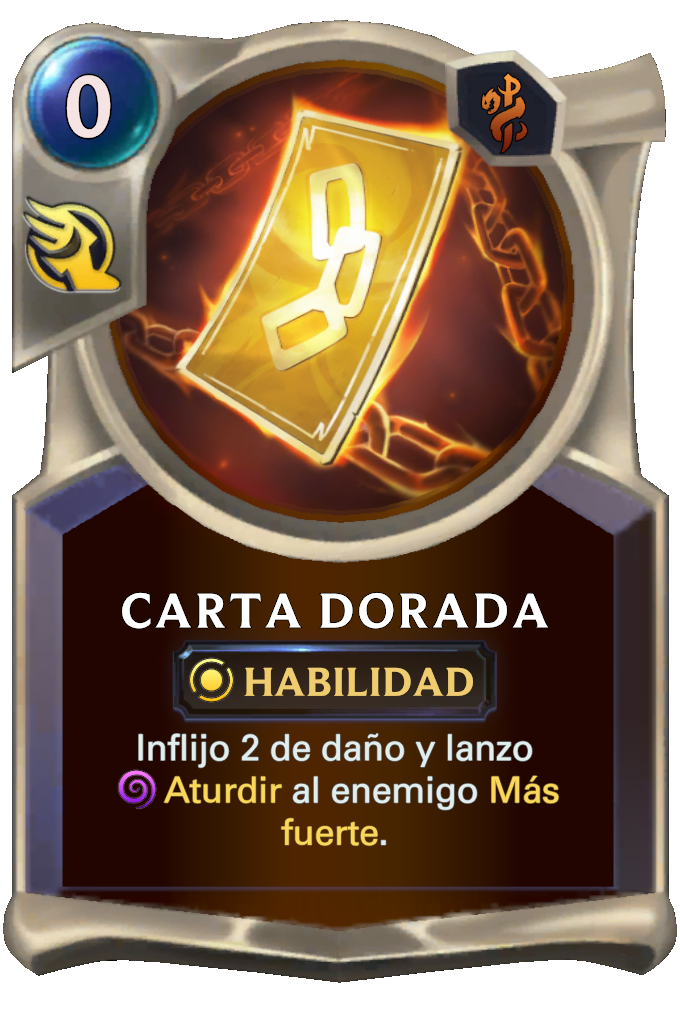 0
CARTA DORADA
HABILIDAD
Inflijo 2 de daño y lanzo
Aturdir al enemigo Más
fuerte.